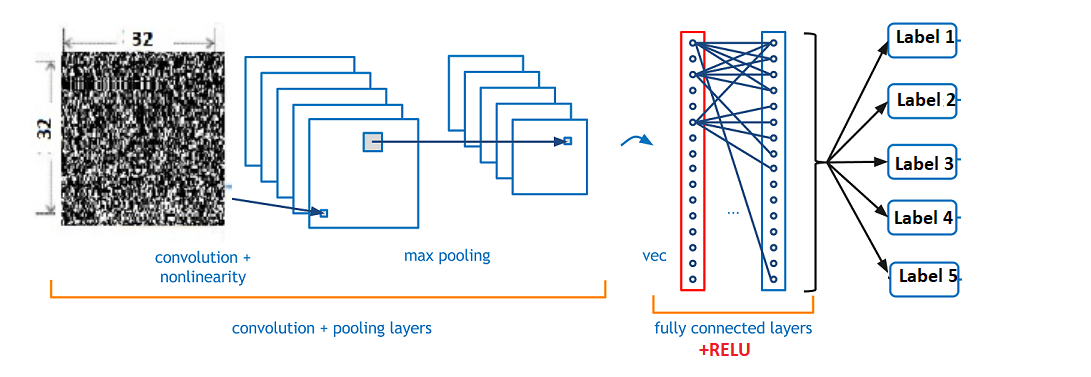 32
32
convolution +
nonlinearity
max pooling
vec
...
convolution + pooling layers
fully connected layers
+RELU
Label 1
Label 2
Label 3
Label 4
Label 5